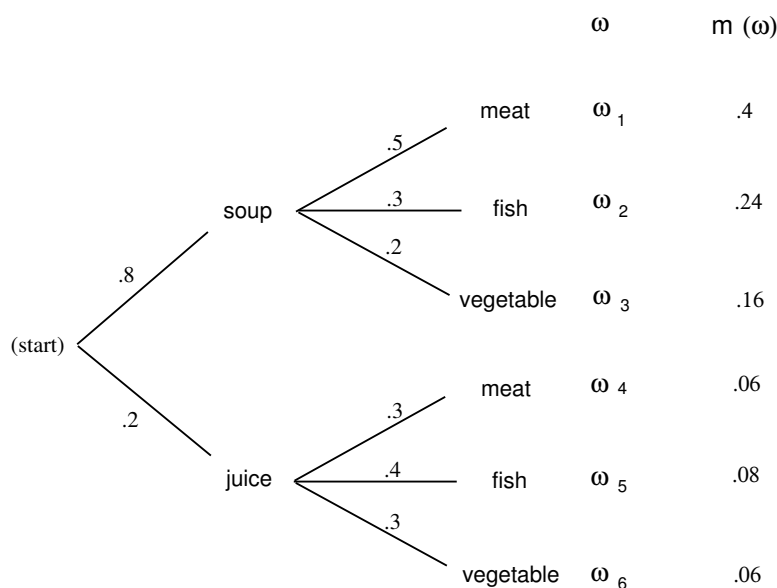 ω m (ω)
meat ω 1 .4
.5
soup .3 fish ω 2 .24
.2
.8
vegetable ω 3 .16
(start)
meat ω 4 .06
.2 .3
juice .4 fish ω 5 .08
.3
vegetable ω 6 .06